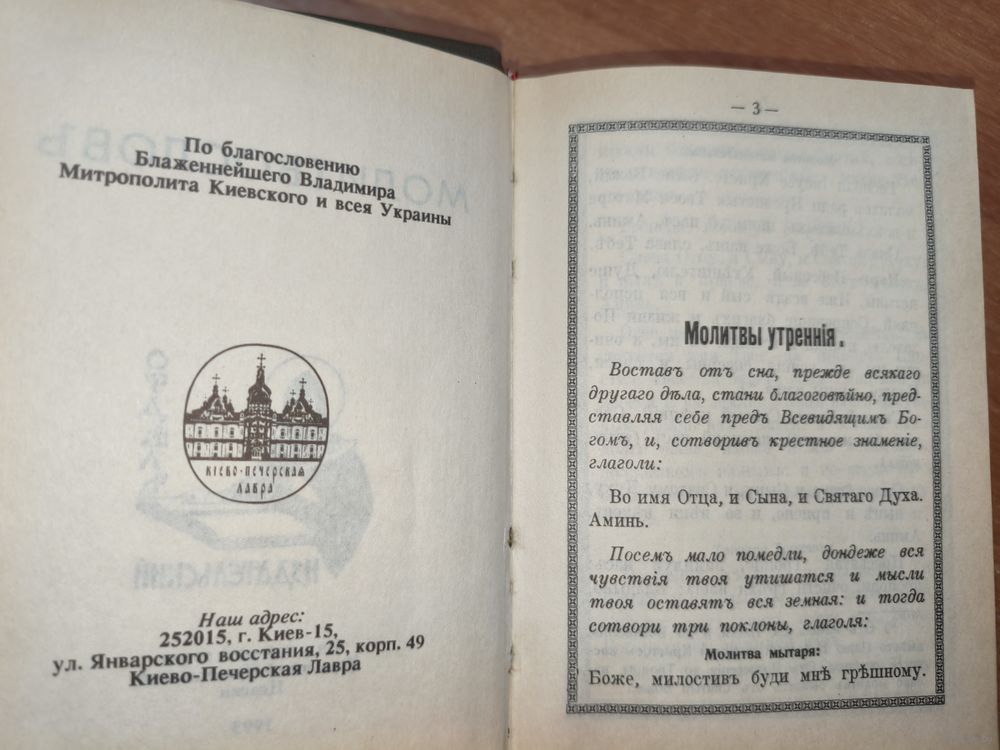 По благословению
Блаженнейшего Владимира
Митрополита Киевского и всея Украины
КІЕВО-ПЕЧЕРСКАЯ
ЛАВРА
Наш адрес:
252015, г. Киев-15,
ул. Январского восстания, 25, корп. 49
Киево-Печерская Лавра
— 3 —
Молитвы утреннія.
Воставъ отъ сна, прежде всякаго
другаго дѣла, стани благоговѣйно, пред-
ставляя себе предъ Всевидящимъ Бо-
гомъ, и, сотворивъ крестное знаменіе,
глаголи:
Во имя Отца, и Сына, и Святаго Духа.
Аминь.
Посемъ мало помедли, дондеже вся
чувствія твоя утишатся и мысли
твоя оставятъ вся земная: и тогда
сотвори три поклоны, глаголя:
Молитва мытаря:
Боже, милостивъ буди мнѣ грѣшному.